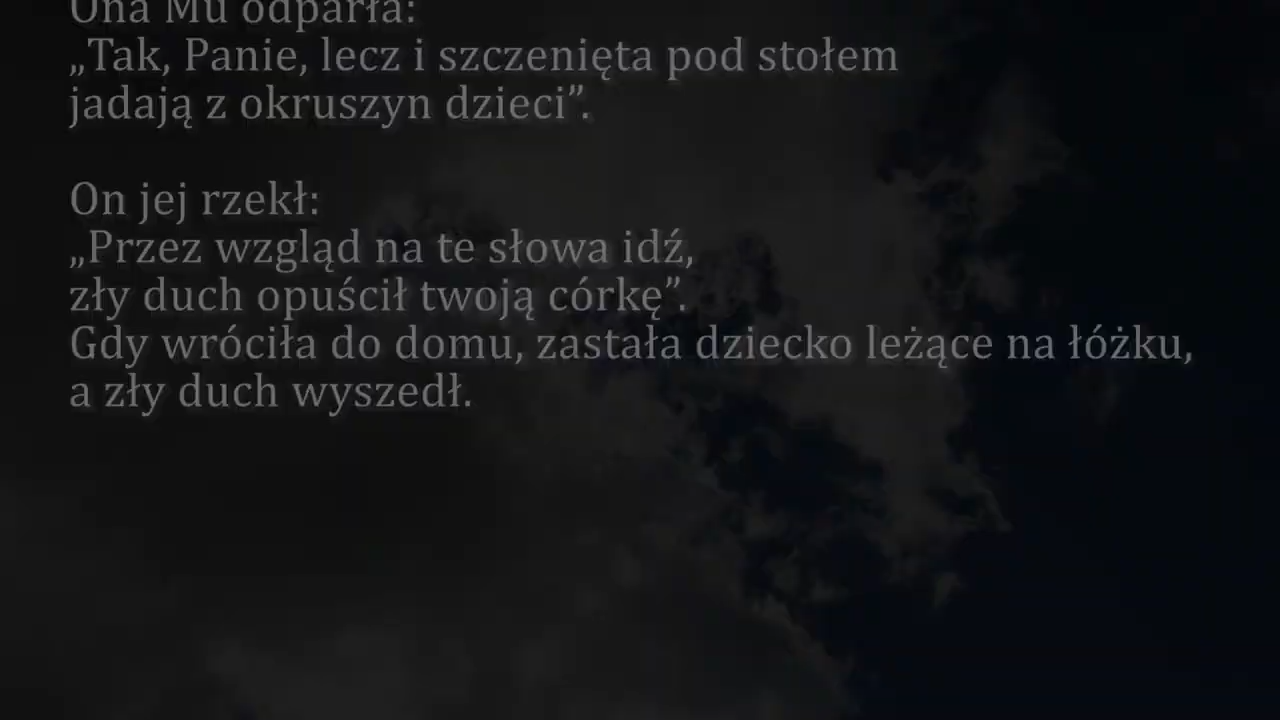 Ona Mu odparła:
„Tak, Panie, lecz i szczenięta pod stołem
jadają z okruszyn dzieci”.
On jej rzekł:
„Przez wzgląd na te słowa idź,
zły duch opuścił twoją córkę”.
Gdy wróciła do domu, zastała dziecko leżące na łóżku,
a zły duch wyszedł.